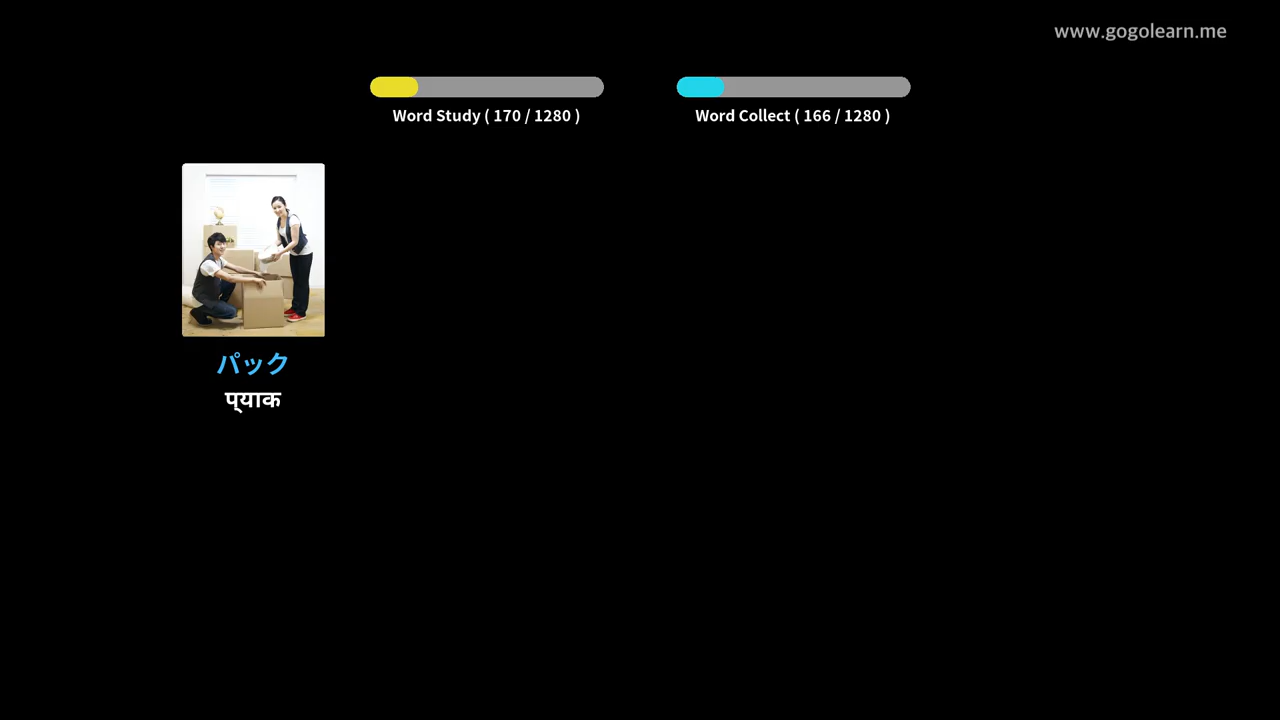 www.gogolearn.me
Word Study ( 170 / 1280 )
Word Collect ( 166 / 1280 )
パック
प्‌याक